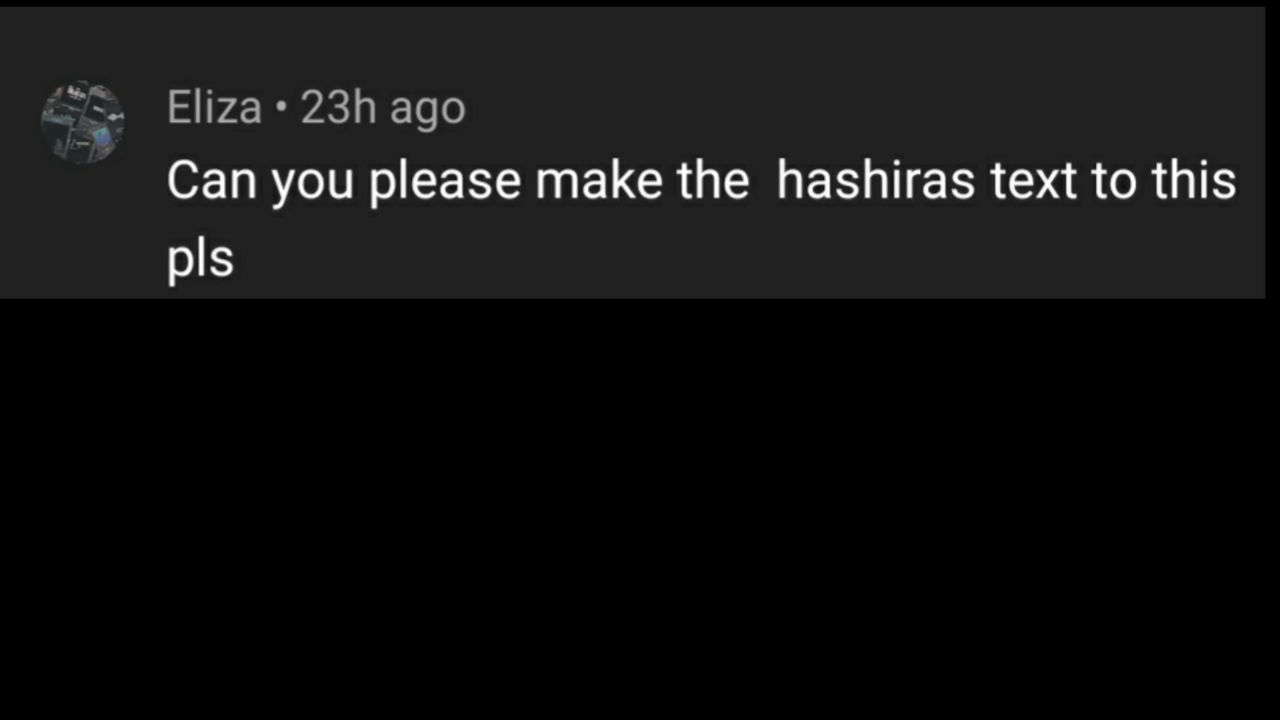 Eliza • 23h ago
Can you please make the  hashiras text to this
pls